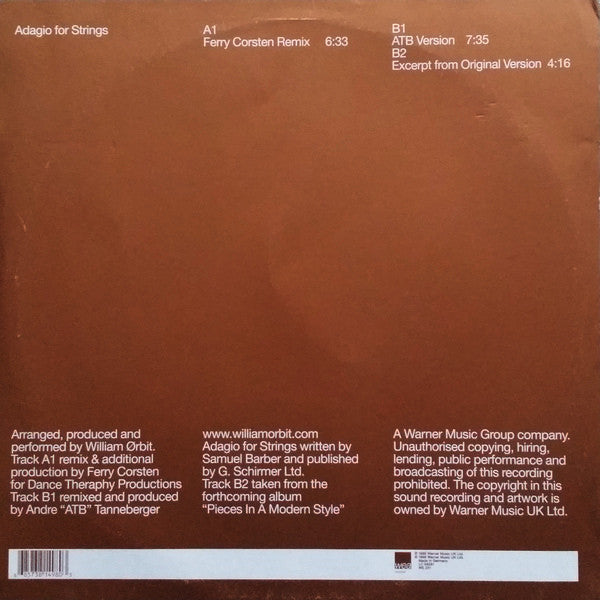 Adagio for Strings
A1
Ferry Corsten Remix 6:33
B1
ATB Version 7:35
B2
Excerpt from Original Version 4:16
Arranged, produced and
performed by William Ørbit.
Track A1 remix & additional
production by Ferry Corsten
for Dance Theraphy Productions
Track B1 remixed and produced
by Andre “ATB” Tanneberger
www.williamorbit.com
Adagio for Strings written by
Samuel Barber and published
by G. Schirmer Ltd.
Track B2 taken from the
forthcoming album
“Pieces In A Modern Style”
A Warner Music Group company.
Unauthorised copying, hiring,
lending, public performance and
broadcasting of this recording
prohibited. The copyright in this
sound recording and artwork is
owned by Warner Music UK Ltd.
wea
Made in Germany